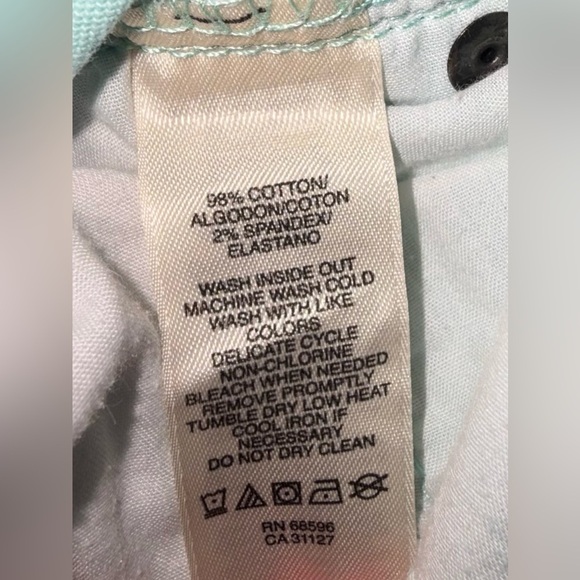 98% COTTON/
ALGODON/COTON
2% SPANDEX/
ELASTANO
WASH INSIDE OUT
MACHINE WASH COLD
WASH WITH LIKE
COLORS
DELICATE CYCLE
NON-CHLORINE
BLEACH WHEN NEEDED
REMOVE PROMPTLY
TUMBLE DRY LOW HEAT
COOL IRON IF
NECESSARY
DO NOT DRY CLEAN
RN 68596
CA 31127